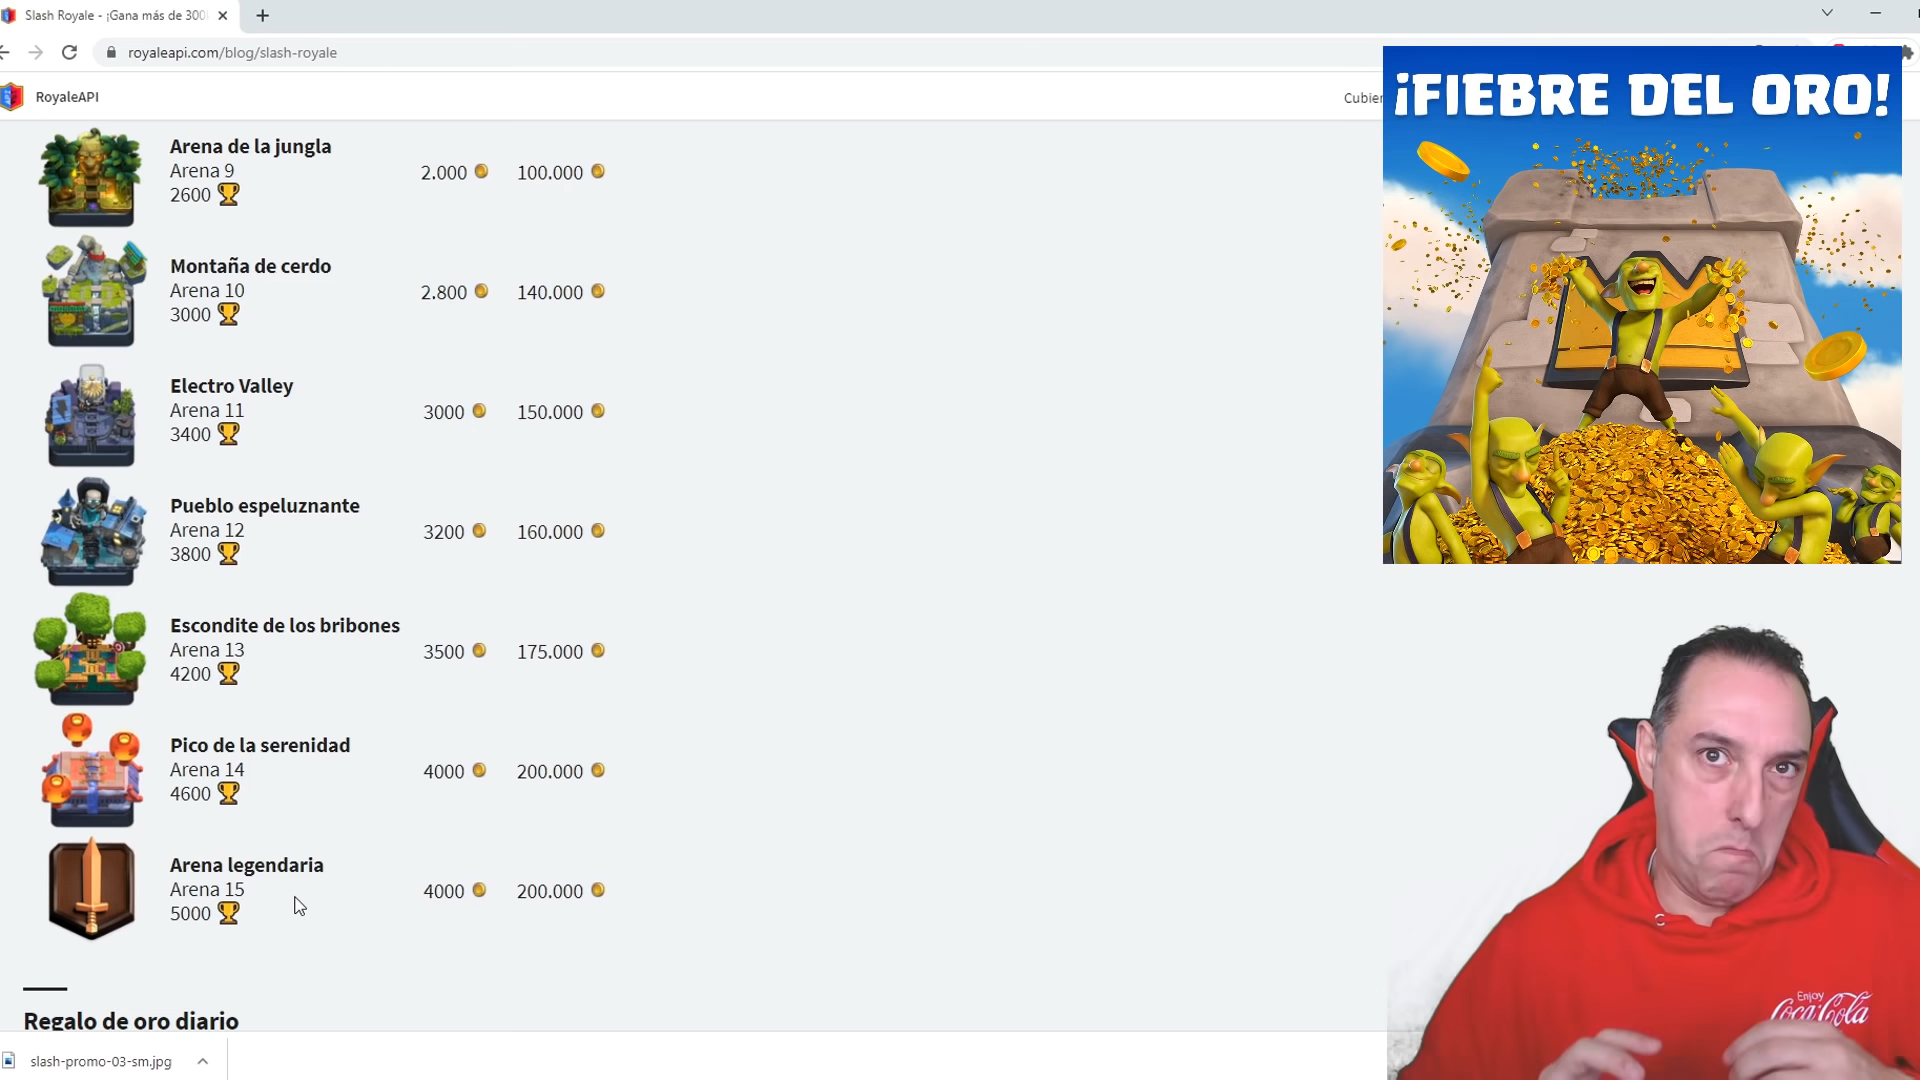 Slash Royale - ¡Gana más de 300
royaleapi.com/blog/slash-royale
RoyaleAPI
Cubier
¡FIEBRE DEL ORO!
Arena de la jungla
Arena 9
2600
2.000
100.000
Montaña de cerdo
Arena 10
3000
2.800
140.000
Electro Valley
Arena 11
3400
3000
150.000
Pueblo espeluznante
Arena 12
3800
3200
160.000
Escondite de los bribones
Arena 13
4200
3500
175.000
Pico de la serenidad
Arena 14
4600
4000
200.000
Arena legendaria
Arena 15
5000
4000
200.000
Regalo de oro diario
slash-promo-03-sm.jpg
Enjoy
Coca-Cola